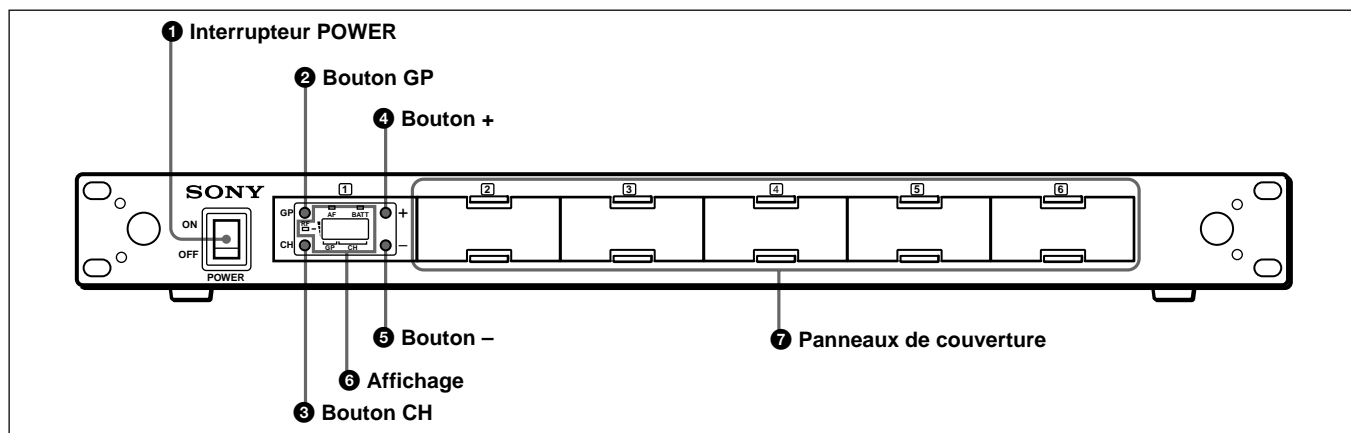 ❶ Interrupteur POWER
❷ Bouton GP
❹ Bouton +
SONY
1 2 3 4 5 6
GP AF BATT +
ON RF
CH GP CH –
OFF
POWER
❺ Bouton –
❼ Panneaux de couverture
❻ Affichage
❸ Bouton CH